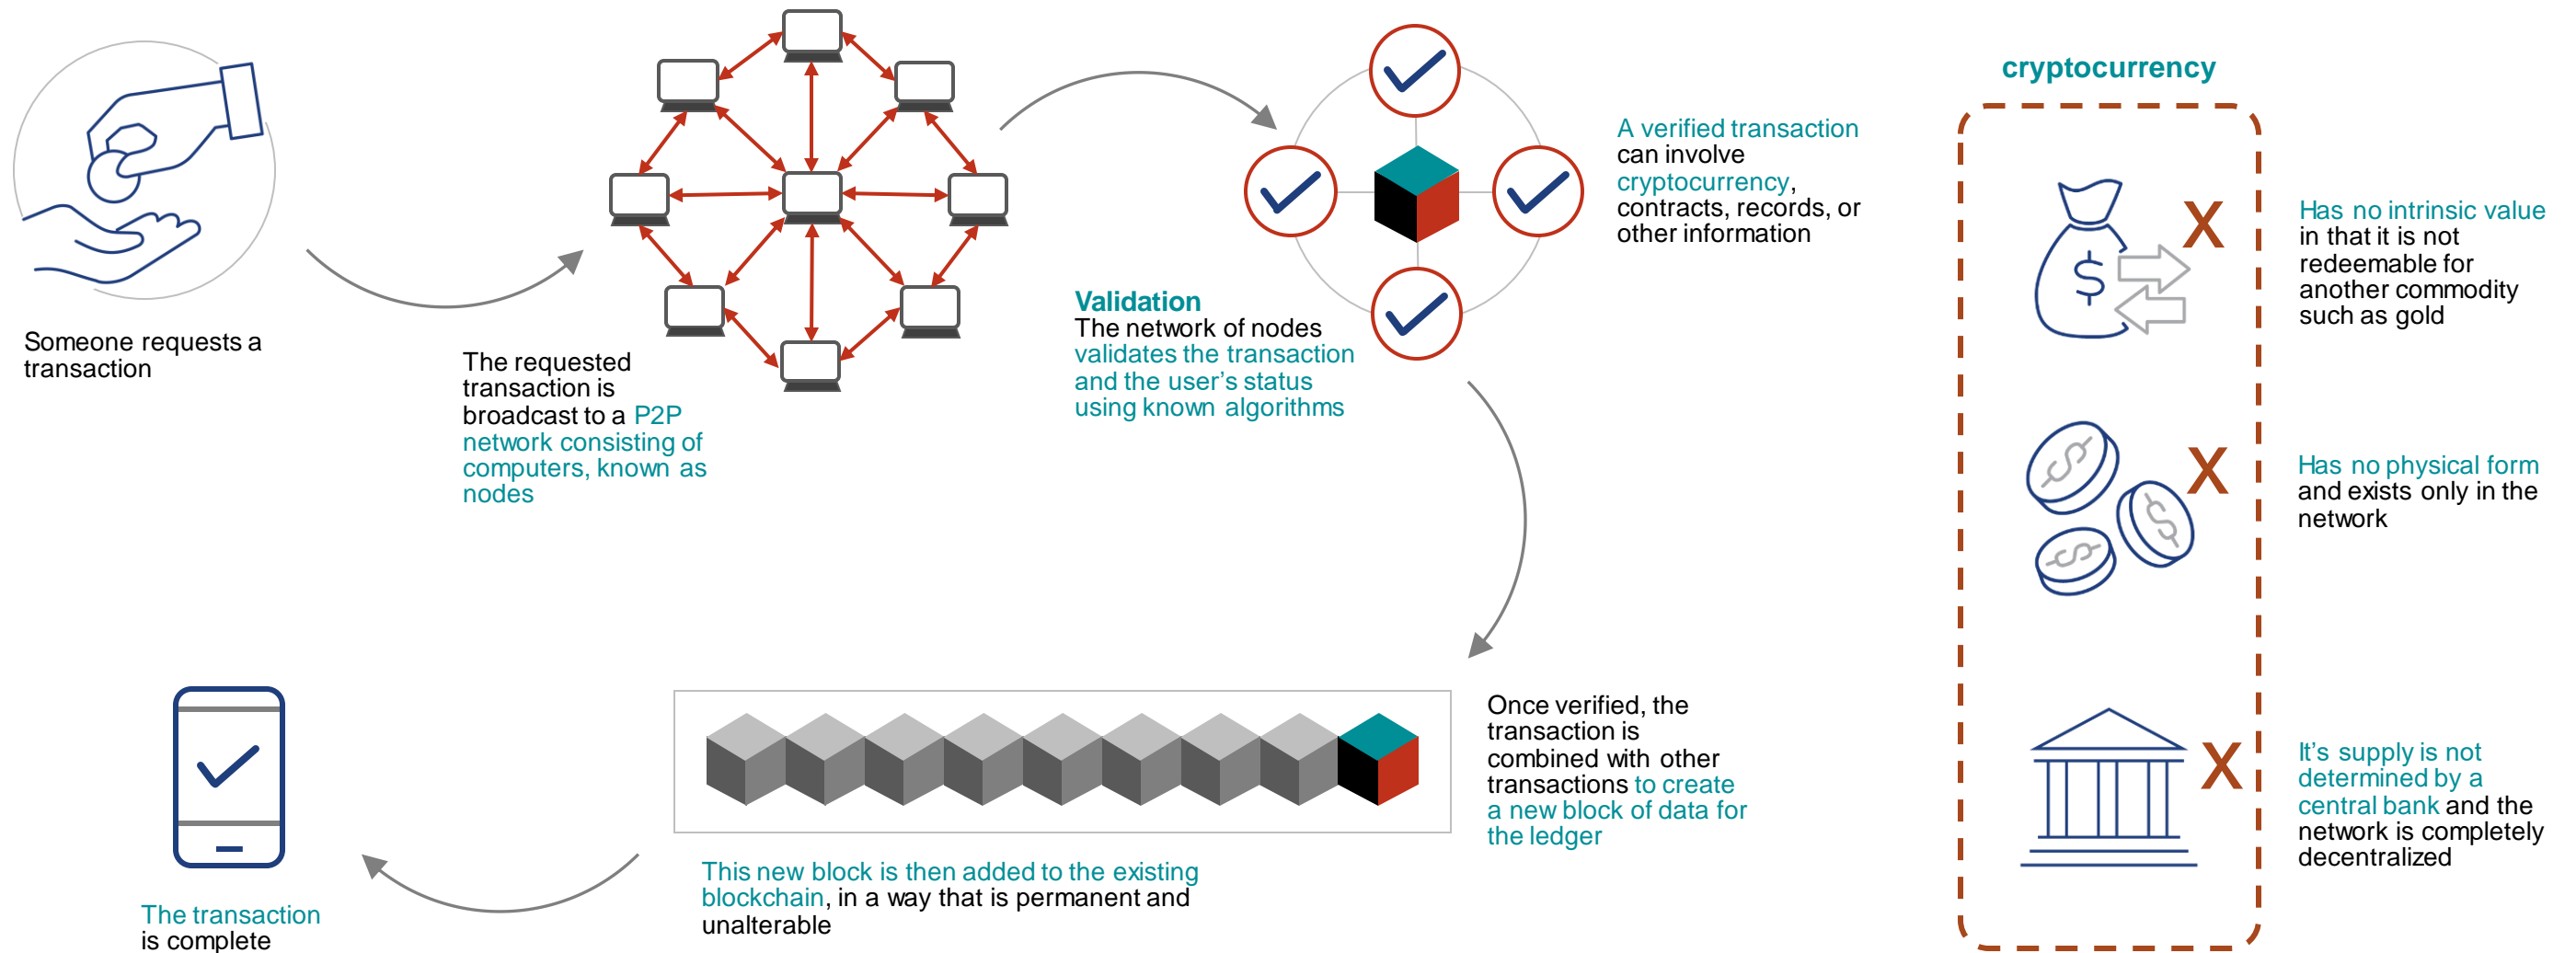 Someone requests a
transaction
The requested
transaction is
broadcast to a P2P
network consisting of
computers, known as
nodes
Validation
The network of nodes
validates the transaction
and the user’s status
using known algorithms
A verified transaction
can involve
cryptocurrency,
contracts, records, or
other information
Once verified, the
transaction is
combined with other
transactions to create
a new block of data for
the ledger
This new block is then added to the existing
blockchain, in a way that is permanent and
unalterable
The transaction
is complete
cryptocurrency
$
X
Has no intrinsic value
in that it is not
redeemable for
another commodity
such as gold
$
$
$
X
Has no physical form
and exists only in the
network
X
It’s supply is not
determined by a
central bank and the
network is completely
decentralized